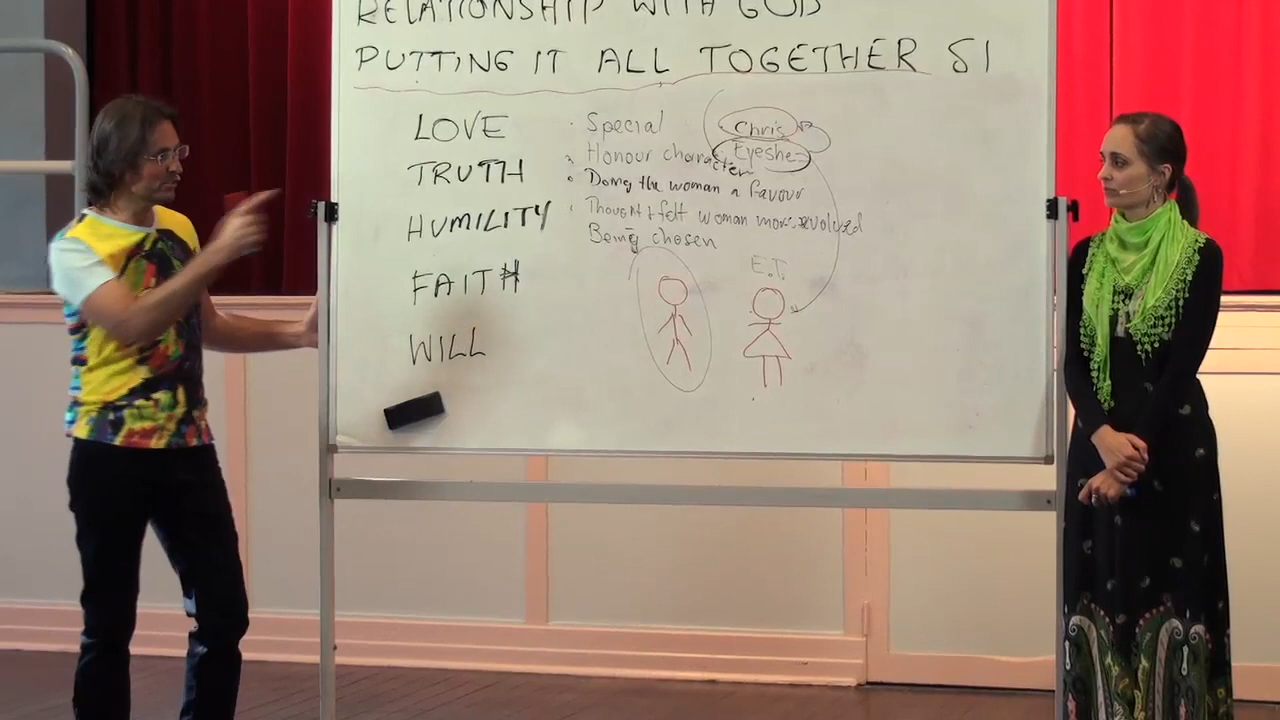 RELATIONSHIP WITH GOD
PUTTING IT ALL TOGETHER S1
LOVE
TRUTH
HUMILITY
FAITH
WILL
Special
Honour character
Doing the woman a favour
Thought & felt woman more evolved
Being chosen
Chris
Eyeshe
E.T.